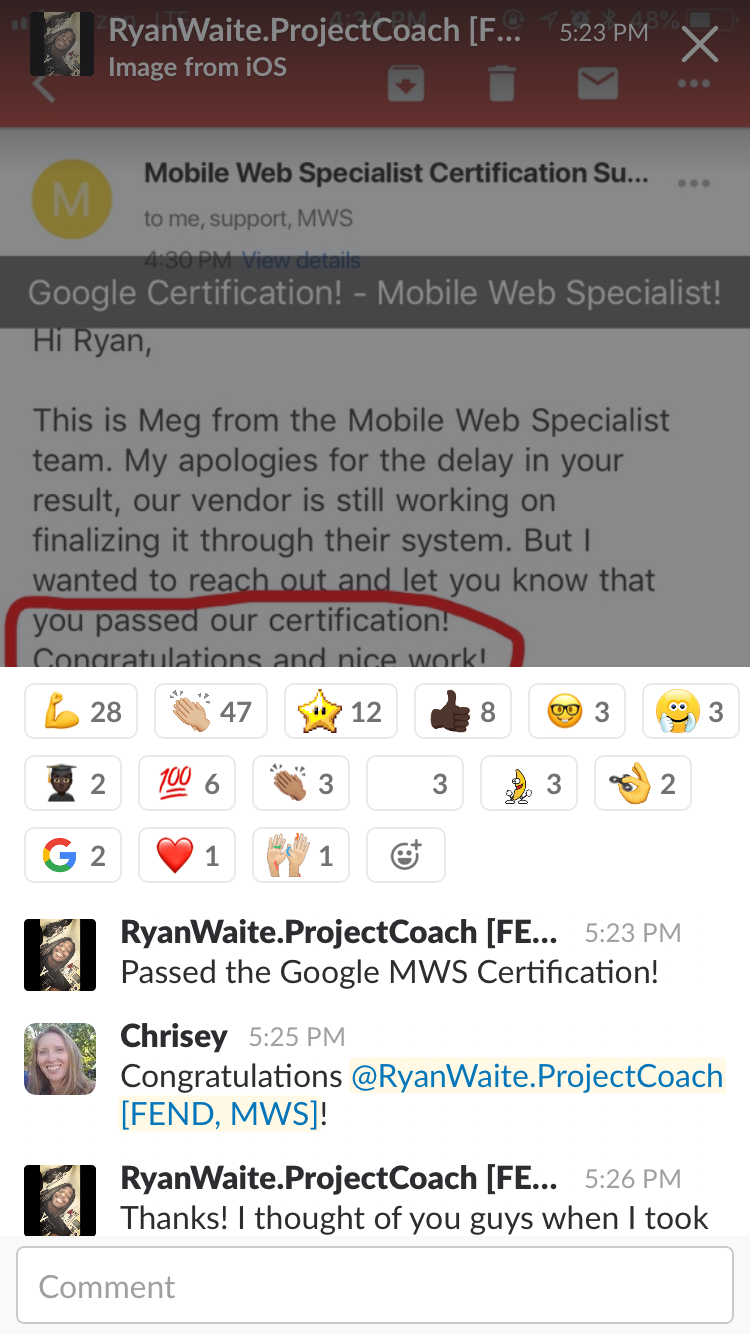 RyanWaite.ProjectCoach [F... 5:23 PM
Image from iOS
4:34 PM
48%
M
Mobile Web Specialist Certification Su...
to me, support, MWS
4:30 PM View details
Google Certification! - Mobile Web Specialist!
Hi Ryan,
This is Meg from the Mobile Web Specialist
team. My apologies for the delay in your
result, our vendor is still working on
finalizing it through their system. But I
wanted to reach out and let you know that
you passed our certification!
Congratulations and nice work!
28 47 12 8 3 3
2 100 6 3 3 3 2
G 2 1 1
RyanWaite.ProjectCoach [FE... 5:23 PM
Passed the Google MWS Certification!
Chrisey 5:25 PM
Congratulations @RyanWaite.ProjectCoach
[FEND, MWS]!
RyanWaite.ProjectCoach [FE... 5:26 PM
Thanks! I thought of you guys when I took
Comment